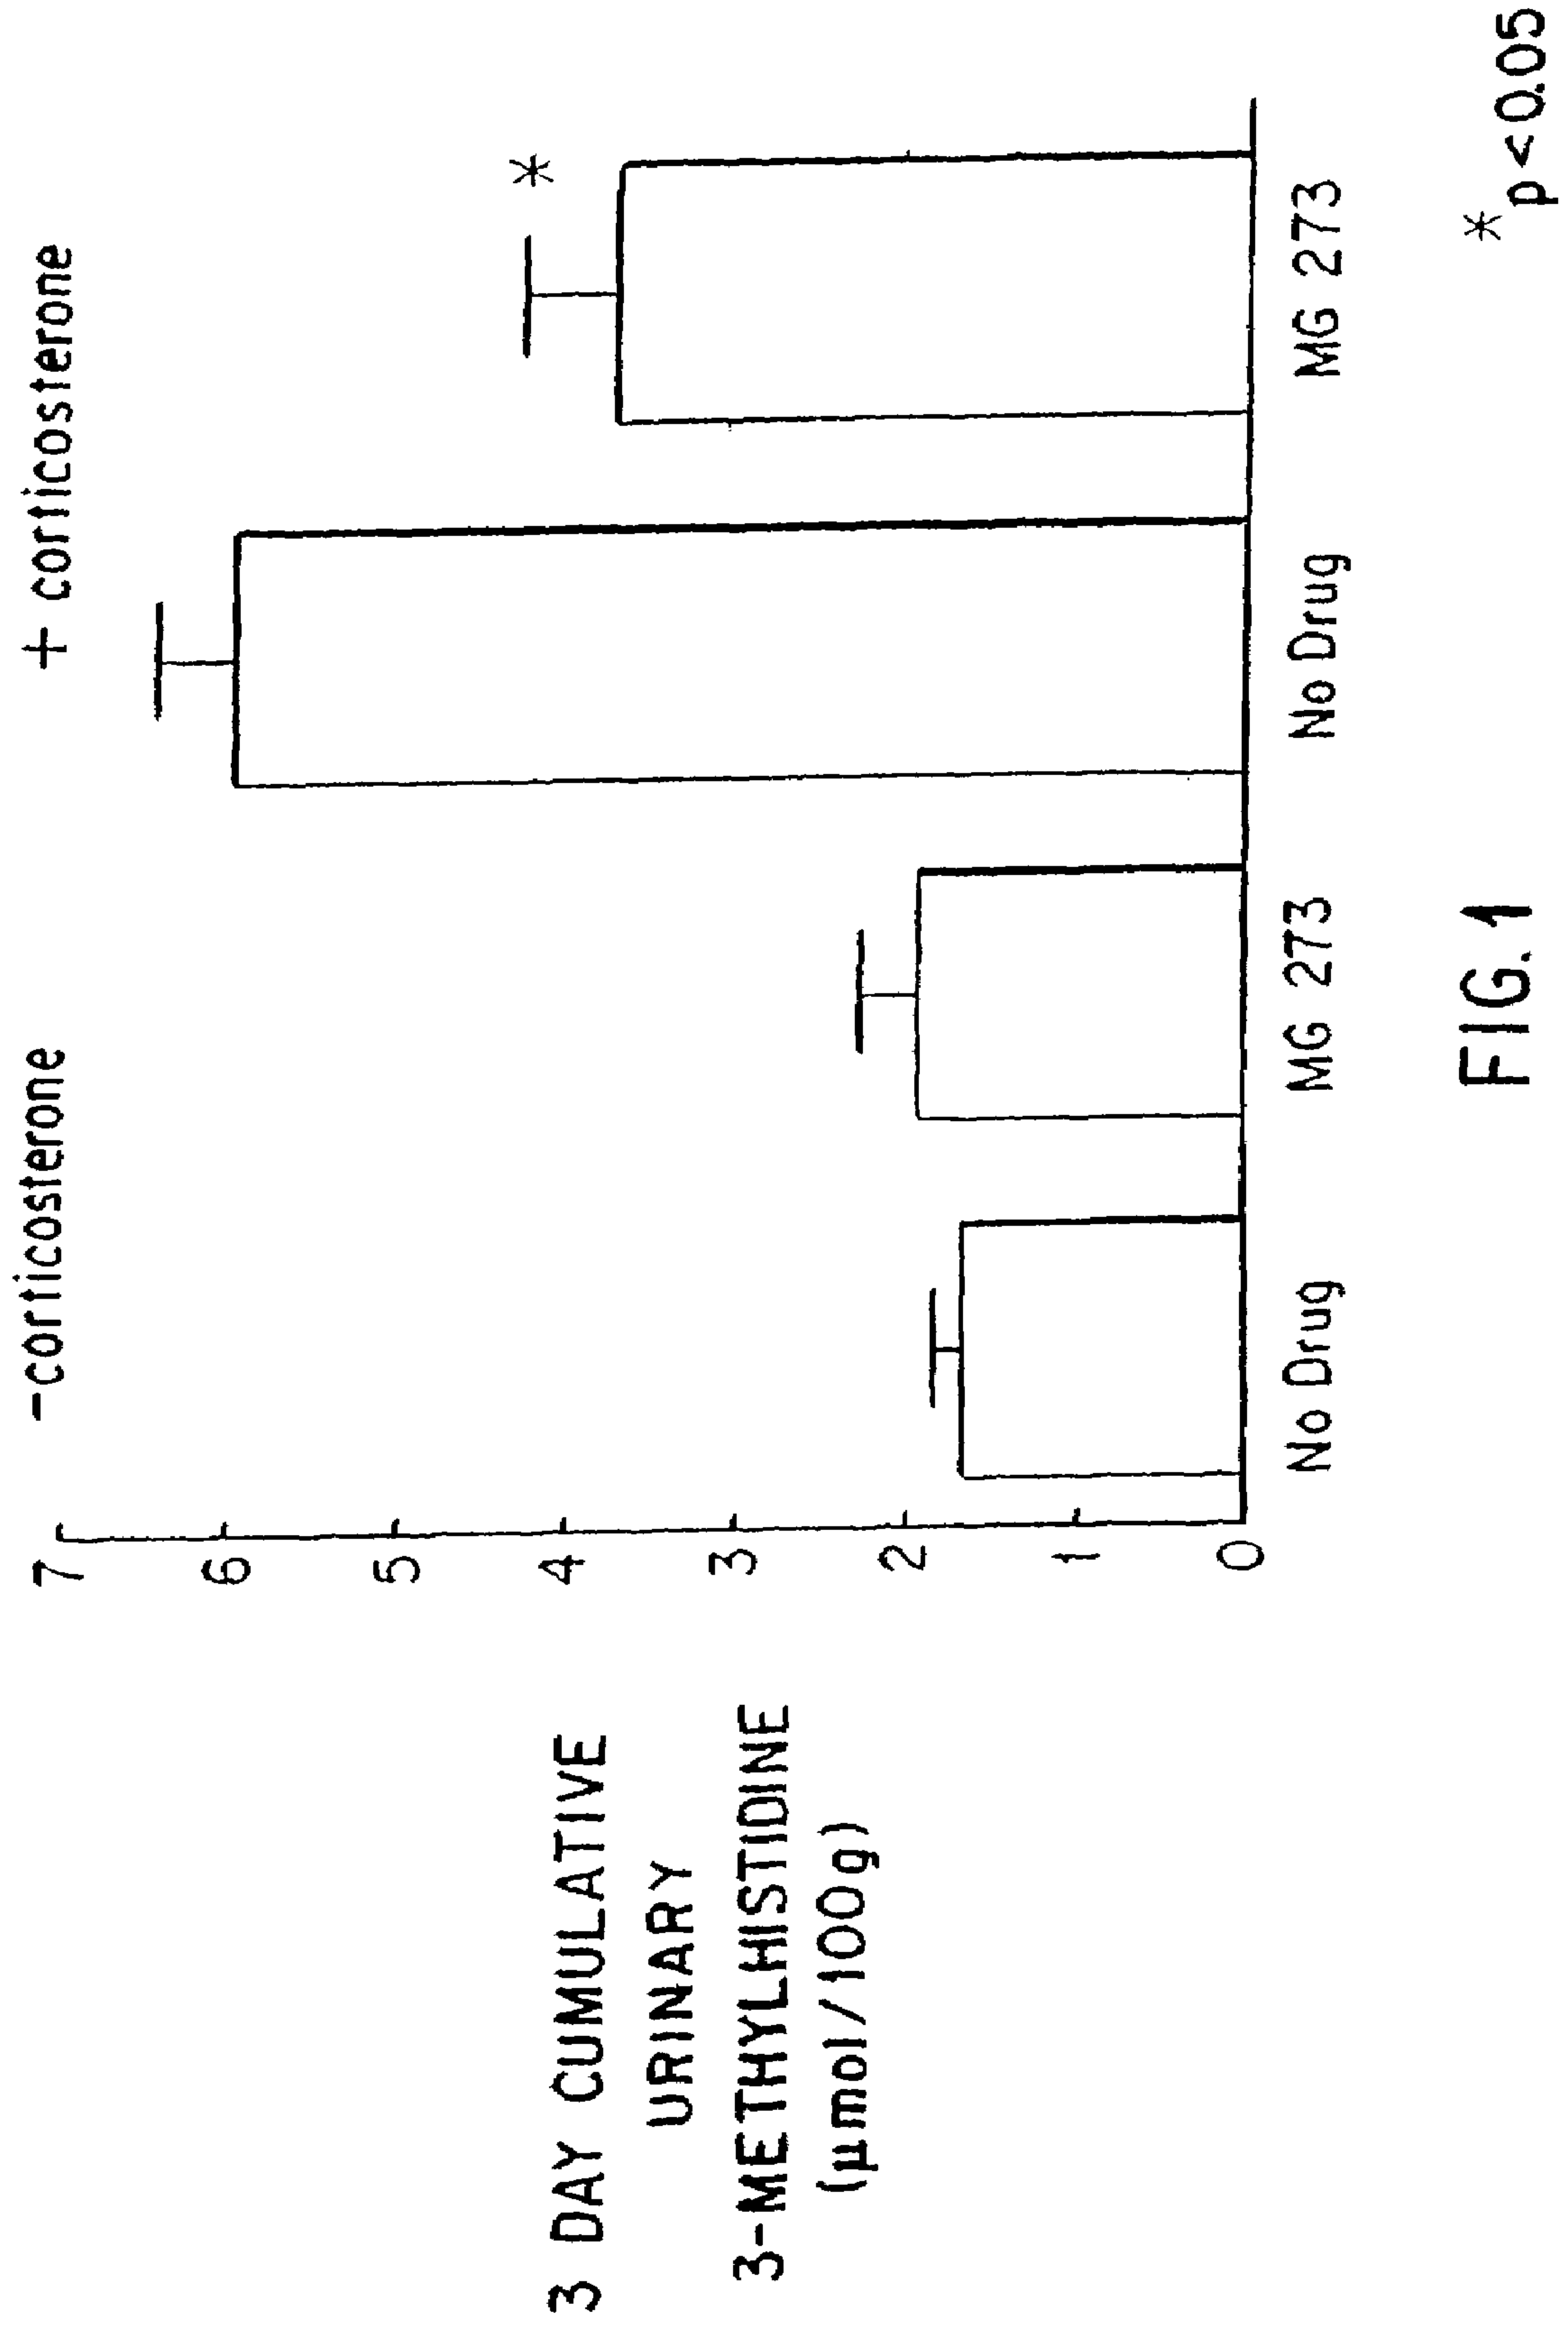 -corticosterone
+ corticosterone
3 DAY CUMULATIVE
URINARY
3-METHYLHISTIDINE
(µmol/100g)
7
6
5
4
3
2
1
0
*
No Drug
MG 273
No Drug
MG 273
* p < 0.05
FIG. 1